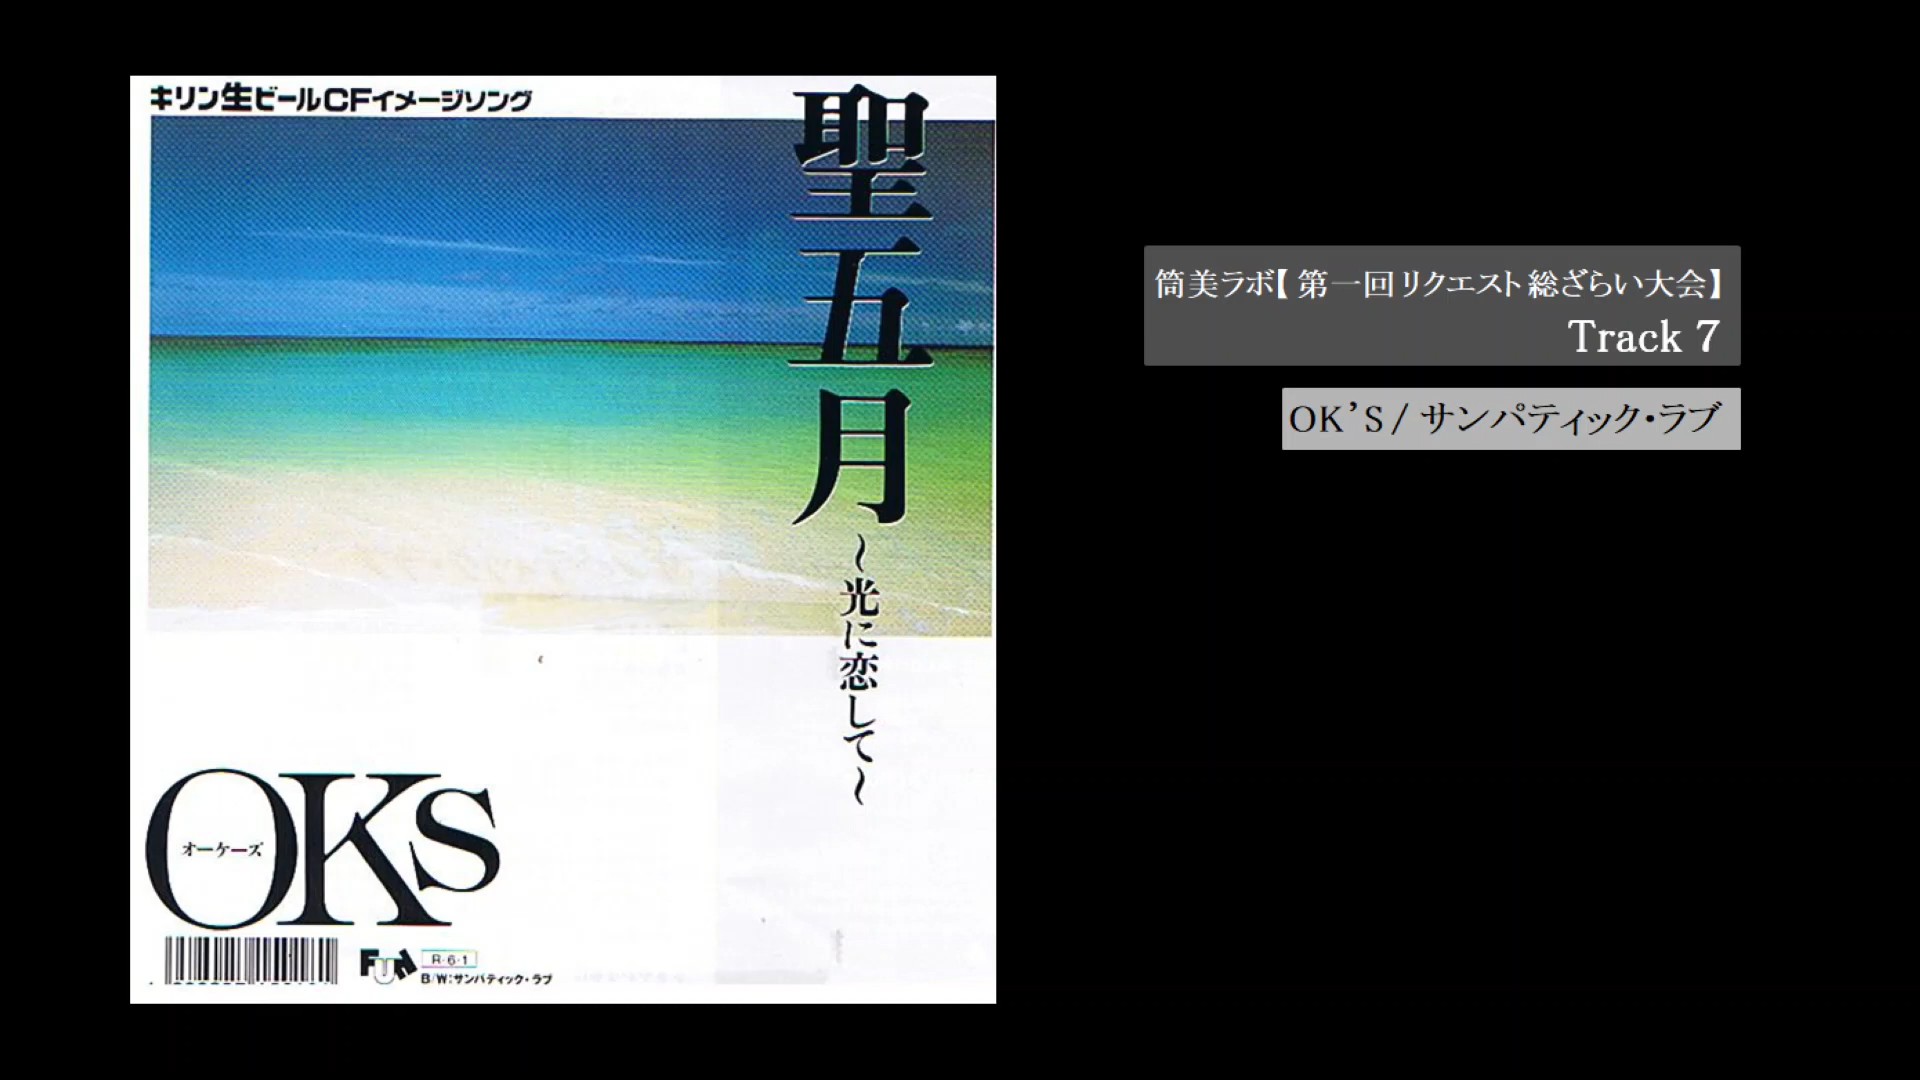 キリン生ビールCFイメージソング
聖五月
～光に恋して～
OKS
オーケーズ
FUN
R-6·1
B/W:サンパティック・ラブ
筒美ラボ【 第一回 リクエスト 総ざらい大会】
Track 7
OK’S / サンパティック・ラブ